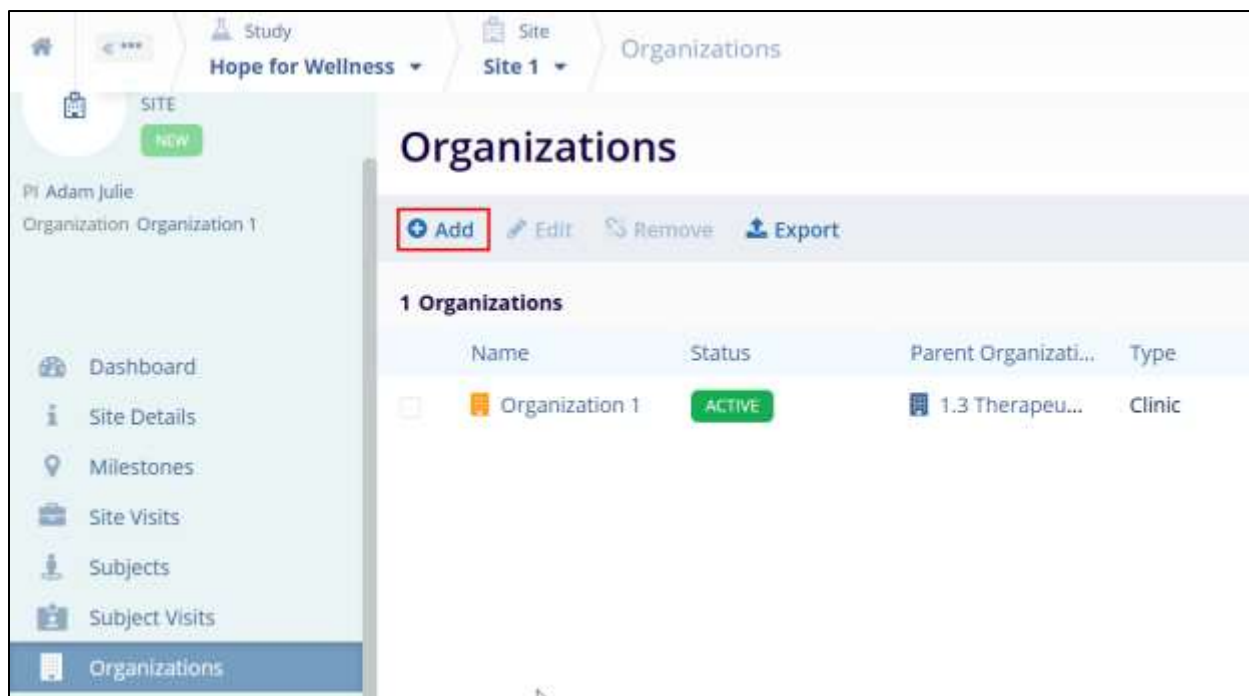 Study
Hope for Wellness
Site
Site 1
Organizations
SITE
NEW
PI Adam Julie
Organization Organization 1
Dashboard
Site Details
Milestones
Site Visits
Subjects
Subject Visits
Organizations
Organizations
Add Edit Remove Export
1 Organizations
Name Status Parent Organizati... Type
Organization 1 ACTIVE 1.3 Therapeu... Clinic